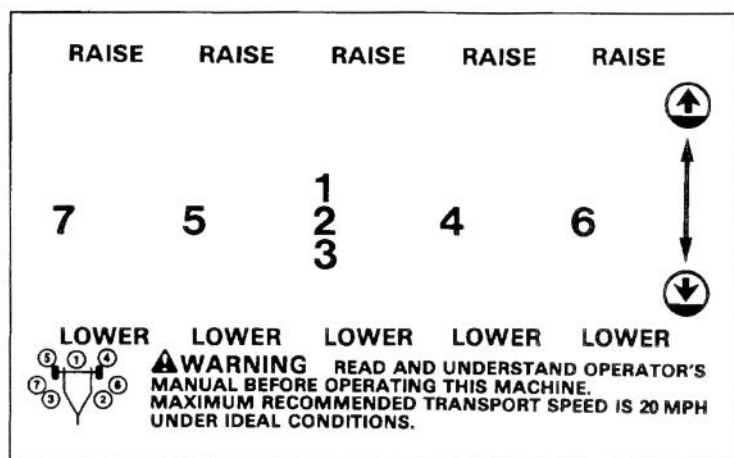 RAISE RAISE RAISE RAISE RAISE
1
7 5 2 4 6
3
LOWER LOWER LOWER LOWER LOWER
5 1 4
7 6
3 2
WARNING READ AND UNDERSTAND OPERATOR'S
MANUAL BEFORE OPERATING THIS MACHINE.
MAXIMUM RECOMMENDED TRANSPORT SPEED IS 20 MPH
UNDER IDEAL CONDITIONS.